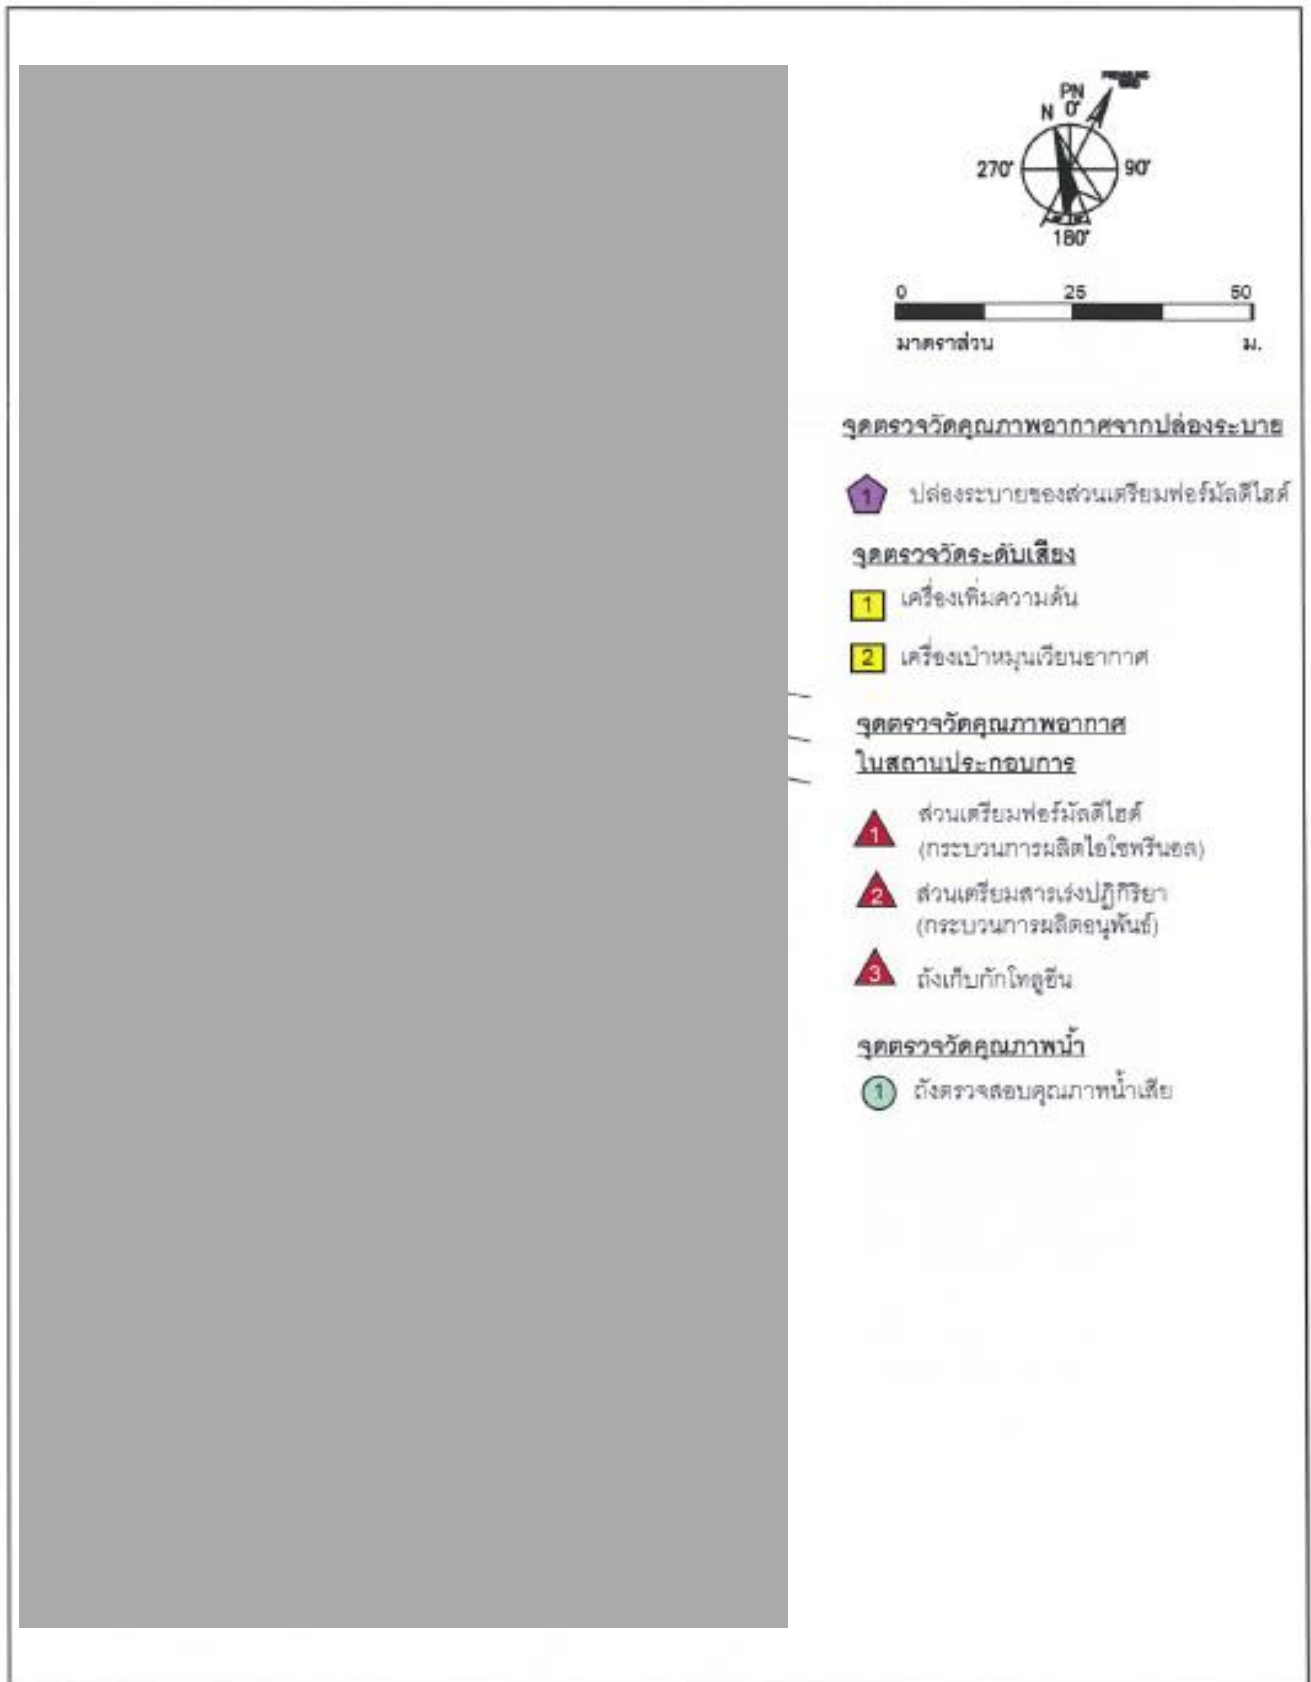 PN
N 0°
270° 90°
180°
0 25 50
มาตราส่วน ม.
จุดตรวจวัดคุณภาพอากาศจากปล่องระบาย
1 ปล่องระบายของส่วนเตรียมฟอร์มัลดีไฮด์
จุดตรวจวัดระดับเสียง
1 เครื่องเพิ่มความดัน
2 เครื่องเป่าหมุนเวียนอากาศ
จุดตรวจวัดคุณภาพอากาศ
ในสถานประกอบการ
1 ส่วนเตรียมฟอร์มัลดีไฮด์
(กระบวนการผลิตไอโซพรีนอล)
2 ส่วนเตรียมสารเร่งปฏิกิริยา
(กระบวนการผลิตอนุพันธ์)
3 ถังเก็บกักโทลูอีน
จุดตรวจวัดคุณภาพน้ำ
1 ถังตรวจสอบคุณภาพน้ำเสีย